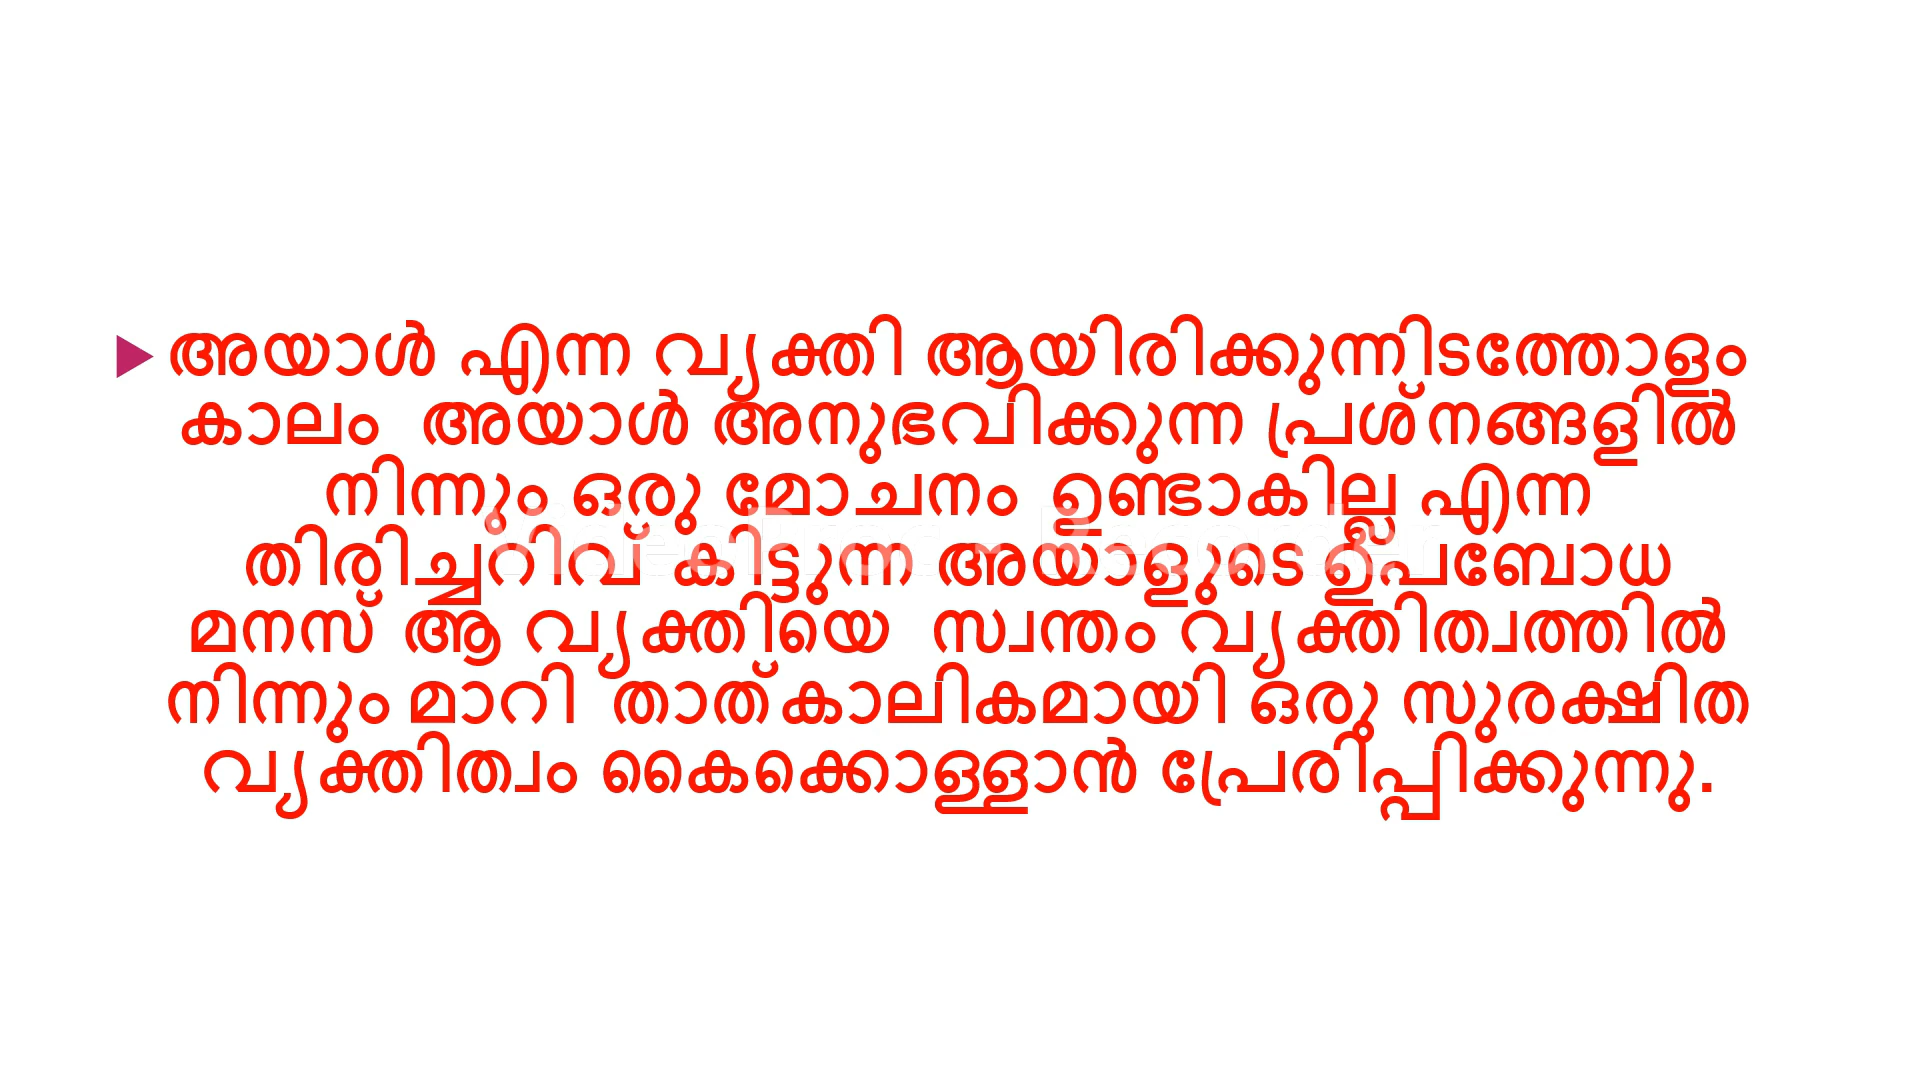 അയാൾ എന്ന വ്യക്തി ആയിരിക്കുന്നിടത്തോളം
കാലം അയാൾ അനുഭവിക്കുന്ന പ്രശ്നങ്ങളിൽ
നിന്നും ഒരു മോചനം ഉണ്ടാകില്ല എന്ന
തിരിച്ചറിവ് കിട്ടുന്ന അയാളുടെ ഉപബോധ
മനസ് ആ വ്യക്തിയെ സ്വന്തം വ്യക്തിത്വത്തിൽ
നിന്നും മാറി താത്കാലികമായി ഒരു സുരക്ഷിത
വ്യക്തിത്വം കൈക്കൊള്ളാൻ പ്രേരിപ്പിക്കുന്നു.